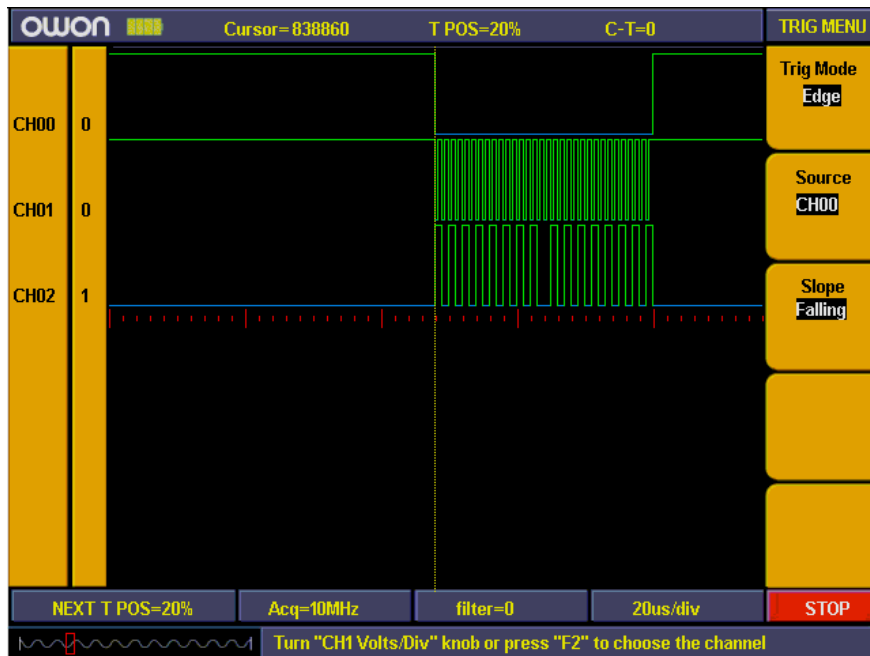 owon Cursor=838860 T POS=20% C-T=0 TRIG MENU
Trig Mode
Edge
CH00 0
Source
CH01 0 CH00
Slope
CH02 1
Falling
NEXT T POS=20% Acq=10MHz filter=0 20us/div STOP
Turn "CH1 Volts/Div" knob or press "F2" to choose the channel